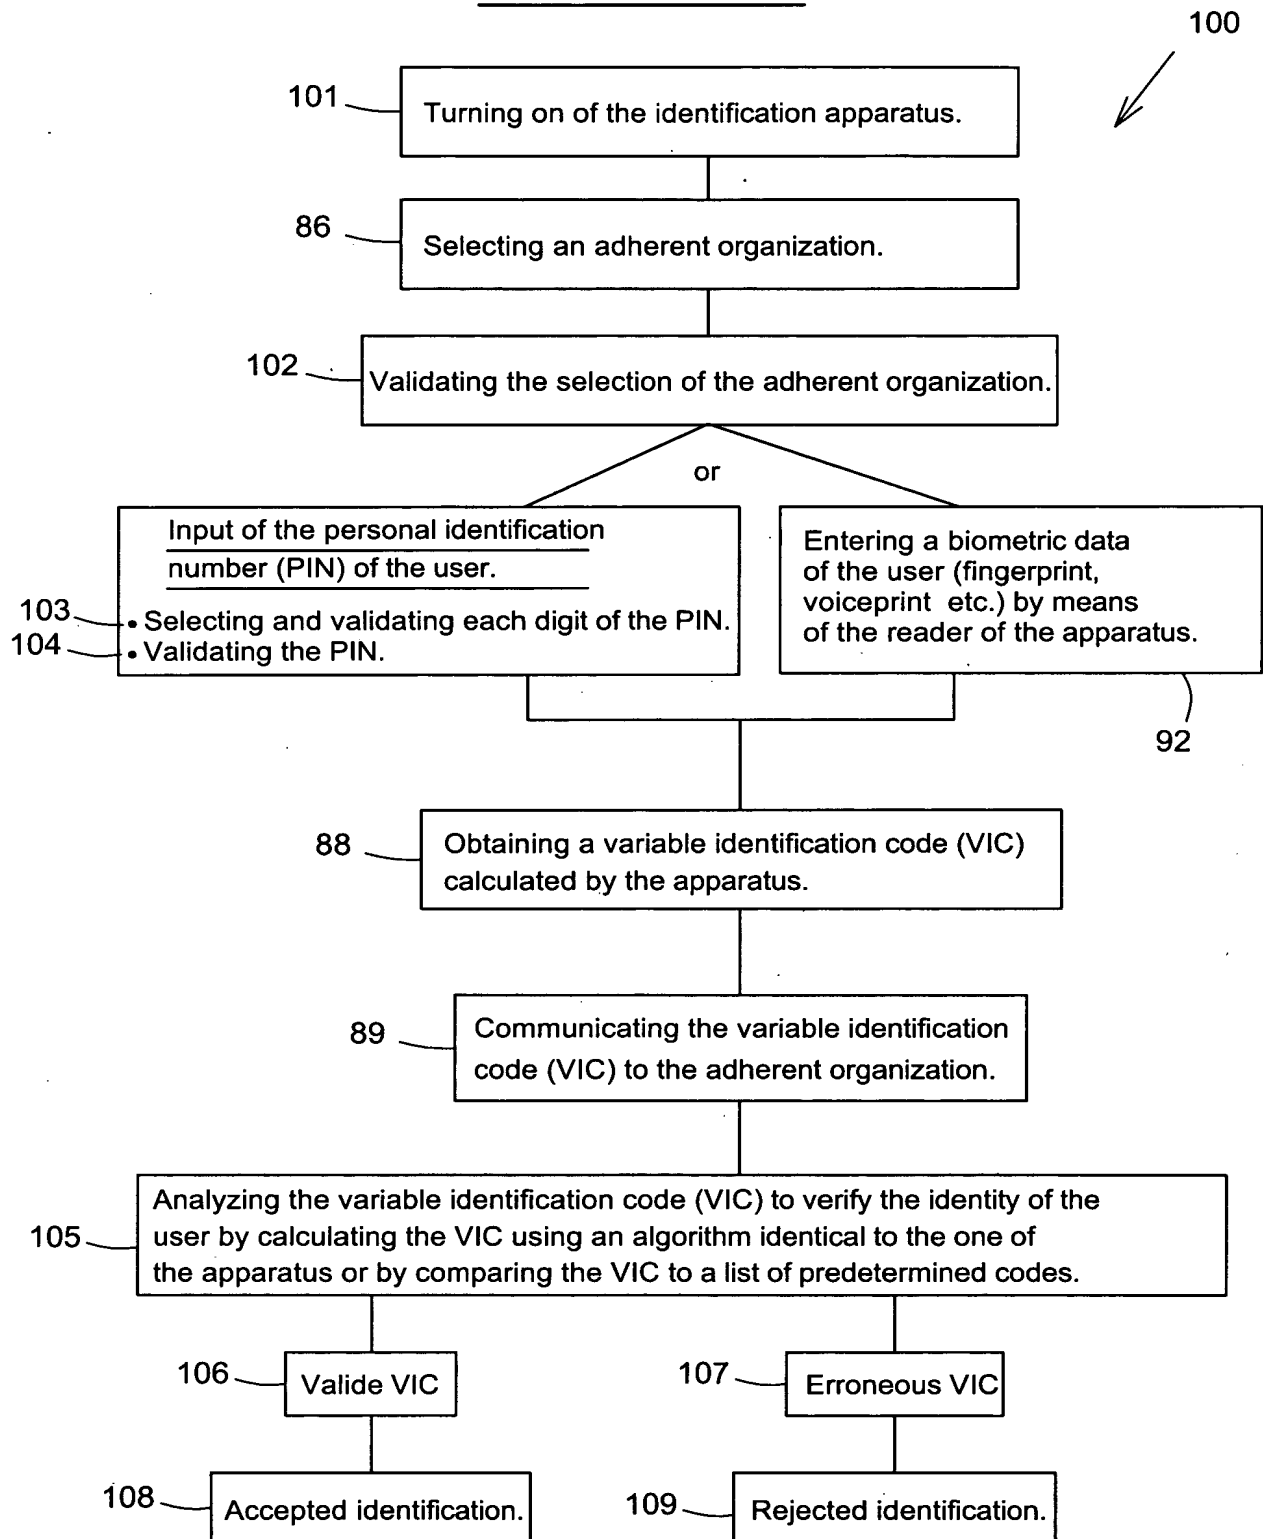 100
101
Turning on of the identification apparatus.
86
Selecting an adherent organization.
102
Validating the selection of the adherent organization.
or
Input of the personal identification
number (PIN) of the user.
103
• Selecting and validating each digit of the PIN.
104
• Validating the PIN.
Entering a biometric data
of the user (fingerprint,
voiceprint etc.) by means
of the reader of the apparatus.
92
88
Obtaining a variable identification code (VIC)
calculated by the apparatus.
89
Communicating the variable identification
code (VIC) to the adherent organization.
105
Analyzing the variable identification code (VIC) to verify the identity of the
user by calculating the VIC using an algorithm identical to the one of
the apparatus or by comparing the VIC to a list of predetermined codes.
106
Valide VIC
107
Erroneous VIC
108
Accepted identification.
109
Rejected identification.